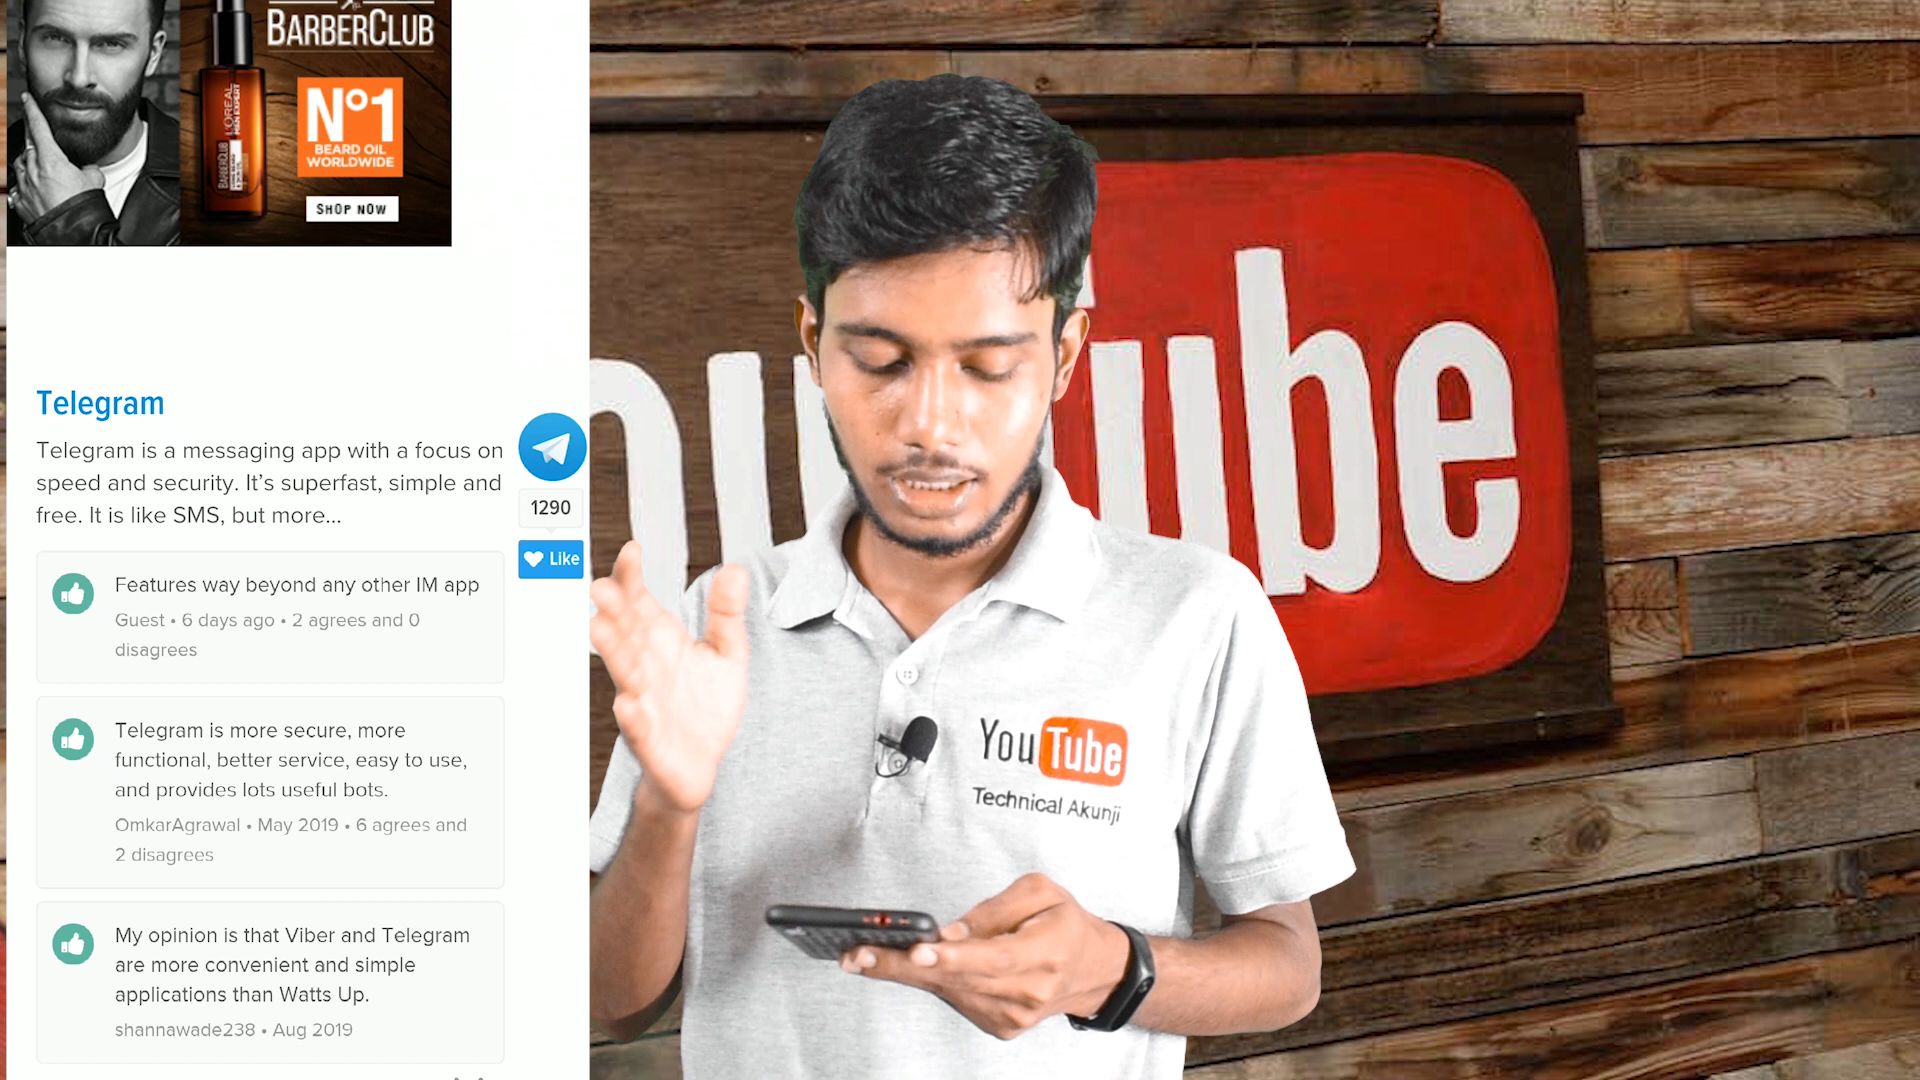 BARBERCLUB
L'OREAL
MEN EXPERT
BARBERCLUB
N°1
BEARD OIL
WORLDWIDE
SHOP NOW
Telegram
Telegram is a messaging app with a focus on
speed and security. It’s superfast, simple and
free. It is like SMS, but more...
1290
Like
Features way beyond any other IM app
Guest • 6 days ago • 2 agrees and 0
disagrees
Telegram is more secure, more
functional, better service, easy to use,
and provides lots useful bots.
OmkarAgrawal • May 2019 • 6 agrees and
2 disagrees
My opinion is that Viber and Telegram
are more convenient and simple
applications than Watts Up.
shannawade238 • Aug 2019
ouTube
YouTube
Technical Akunji